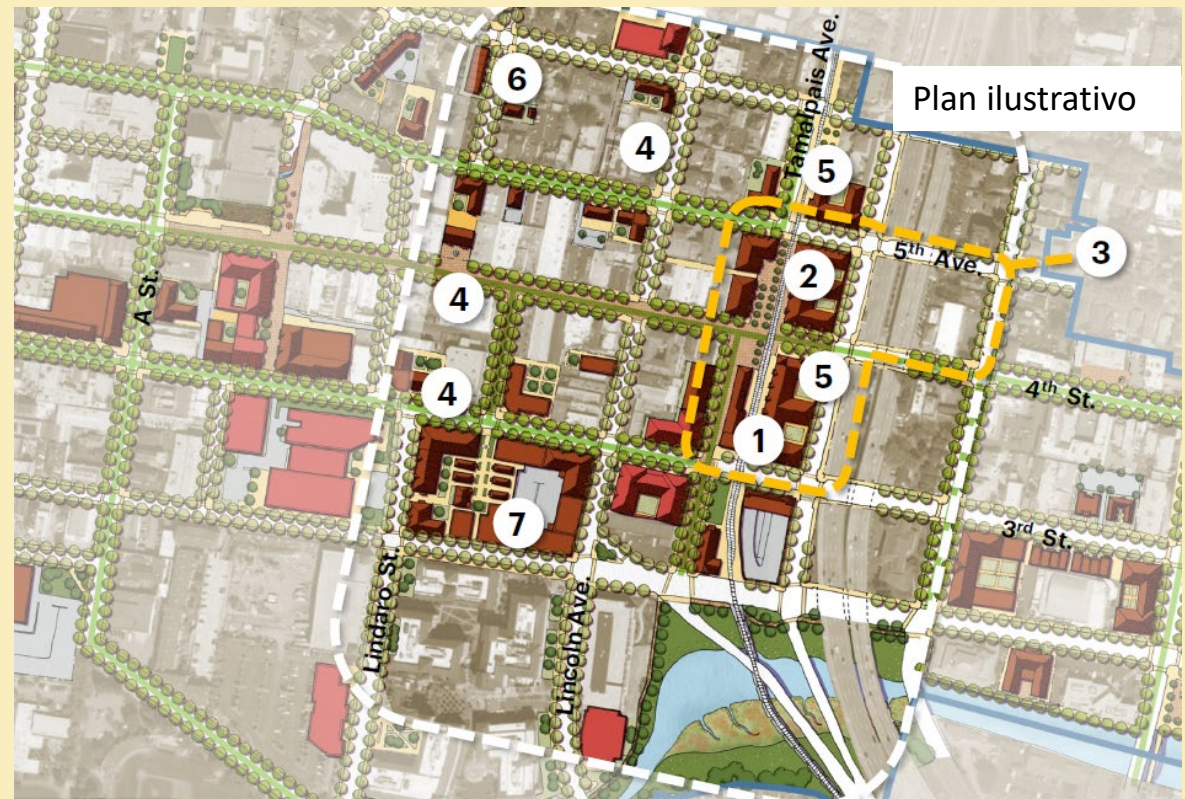 Tamalpais Ave.
Plan ilustrativo
6
4
5
A St.
5th Ave.
3
2
4
4
5
4th St.
1
7
3rd St.
Lindaro St.
Lincoln Ave.